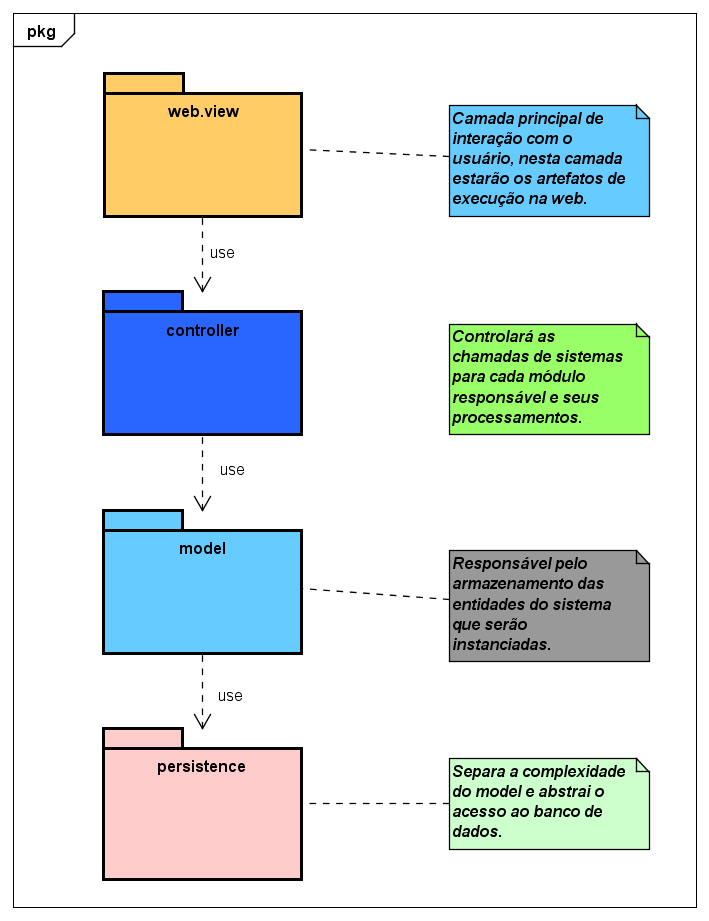 pkg
web.view
Camada principal de
interação com o
usuário, nesta camada
estarão os artefatos de
execução na web.
use
controller
Controlará as
chamadas de sistemas
para cada módulo
responsável e seus
processamentos.
use
model
Responsável pelo
armazenamento das
entidades do sistema
que serão
instanciadas.
use
persistence
Separa a complexidade
do model e abstrai o
acesso ao banco de
dados.